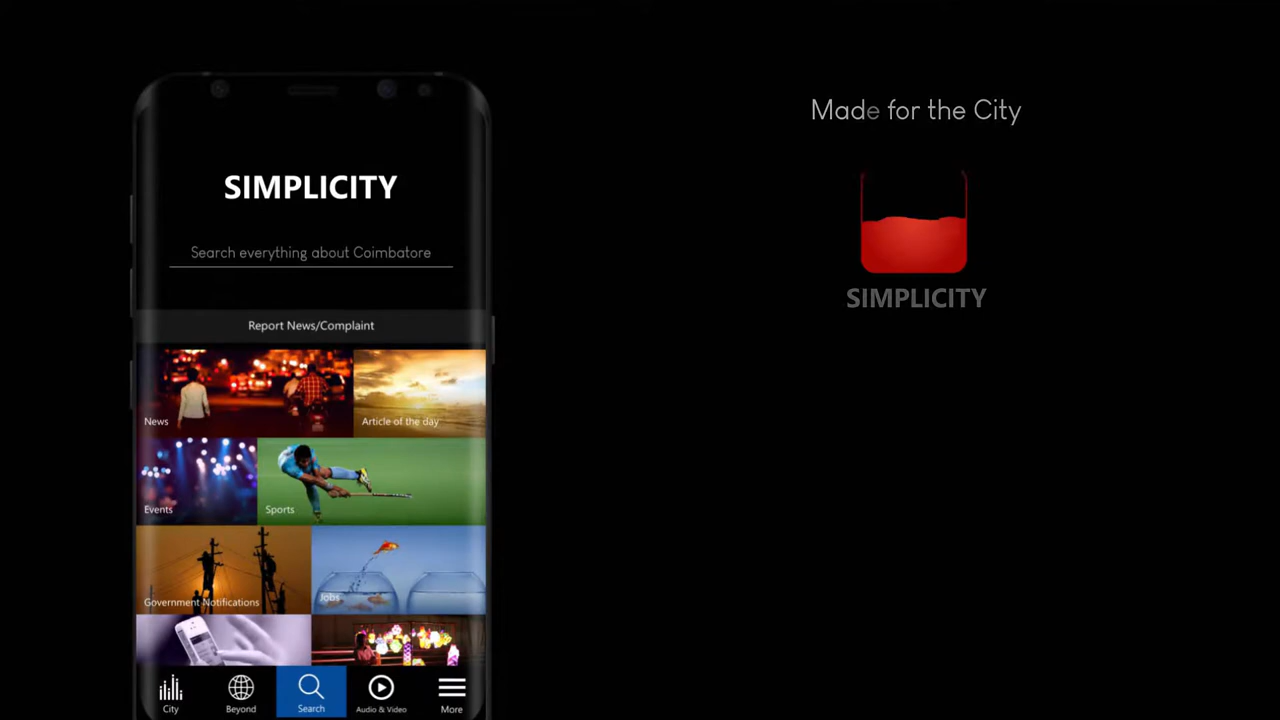 SIMPLICITY
Search everything about Coimbatore
Report News/Complaint
News
Article of the day
Events
Sports
Government Notifications
Jobs
City
Beyond
Search
Audio & Video
More
Made for the City
SIMPLICITY